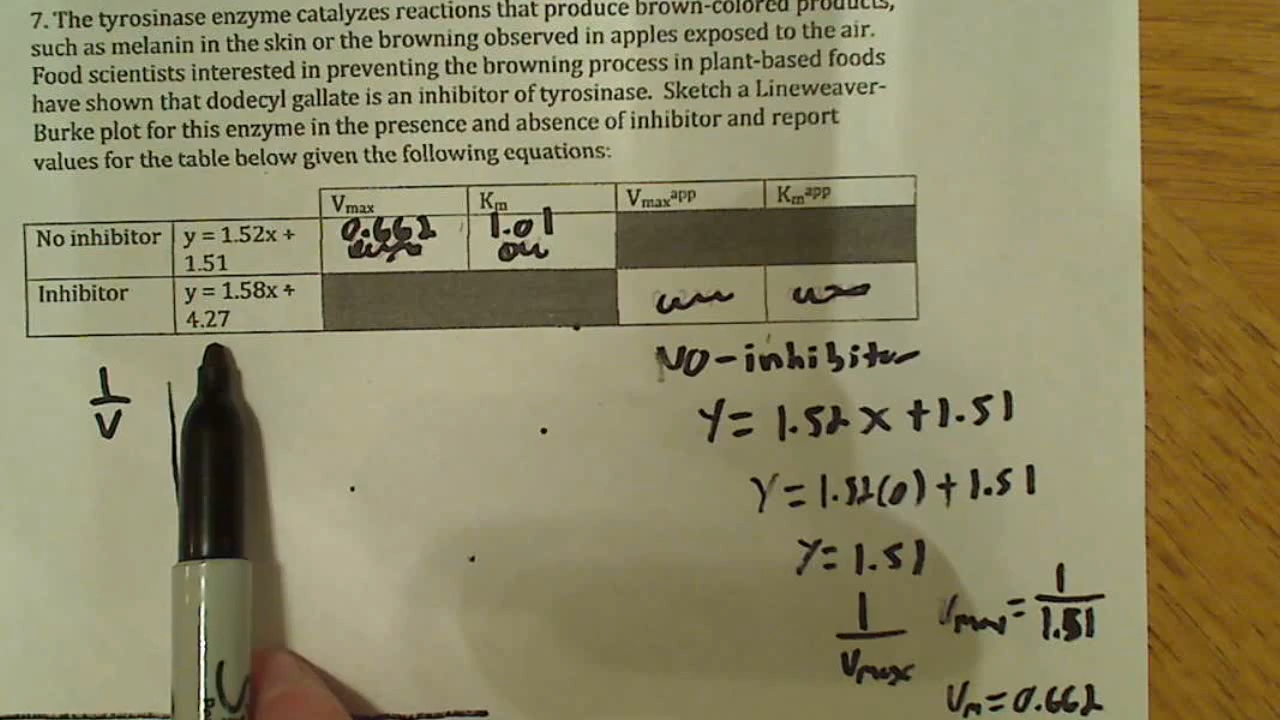 7. The tyrosinase enzyme catalyzes reactions that produce brown-colored products,
such as melanin in the skin or the browning observed in apples exposed to the air.
Food scientists interested in preventing the browning process in plant-based foods
have shown that dodecyl gallate is an inhibitor of tyrosinase. Sketch a Lineweaver-
Burke plot for this enzyme in the presence and absence of inhibitor and report
values for the table below given the following equations:
Vmax Km Vmaxapp Kmapp
No inhibitor y = 1.52x + 0.662 1.01
1.51
Inhibitor y = 1.58x +
4.27
NO-inhibitor
1/V
Y = 1.52x + 1.51
Y = 1.52(0) + 1.51
Y = 1.51
1/Vmax Vmax = 1/1.51
Vm = 0.662